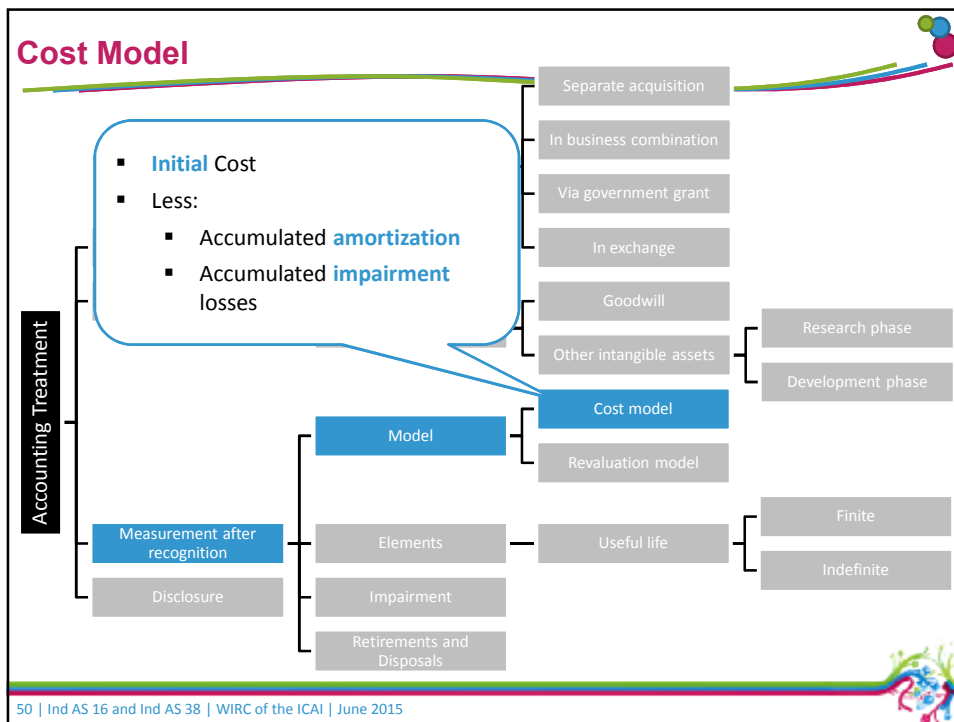 Cost Model
Separate acquisition
In business combination
Via government grant
In exchange
▪ Initial Cost
▪ Less:
▪ Accumulated amortization
▪ Accumulated impairment
losses
Goodwill
Other intangible assets
Research phase
Development phase
Accounting Treatment
Model
Cost model
Revaluation model
Measurement after
recognition
Elements
Useful life
Finite
Indefinite
Disclosure
Impairment
Retirements and
Disposals
50 | Ind AS 16 and Ind AS 38 | WIRC of the ICAI | June 2015